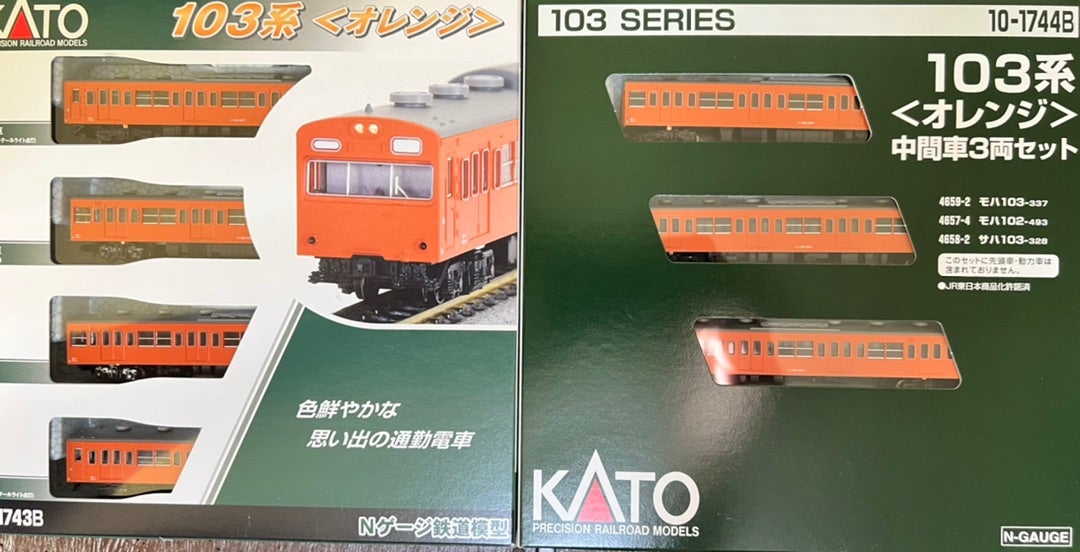 KATO
PRECISION RAILROAD MODELS
103系 <オレンジ>
色鮮やかな
思い出の通勤電車
1743B
Nゲージ鉄道模型
103 SERIES
10-1744B
103系
<オレンジ>
中間車3両セット
4659-2 モハ103-337
4657-4 モハ102-493
4658-2 サハ103-328
このセットに先頭車・動力車は
含まれておりません。
●JR東日本商品化許諾済
KATO
PRECISION RAILROAD MODELS
N-GAUGE